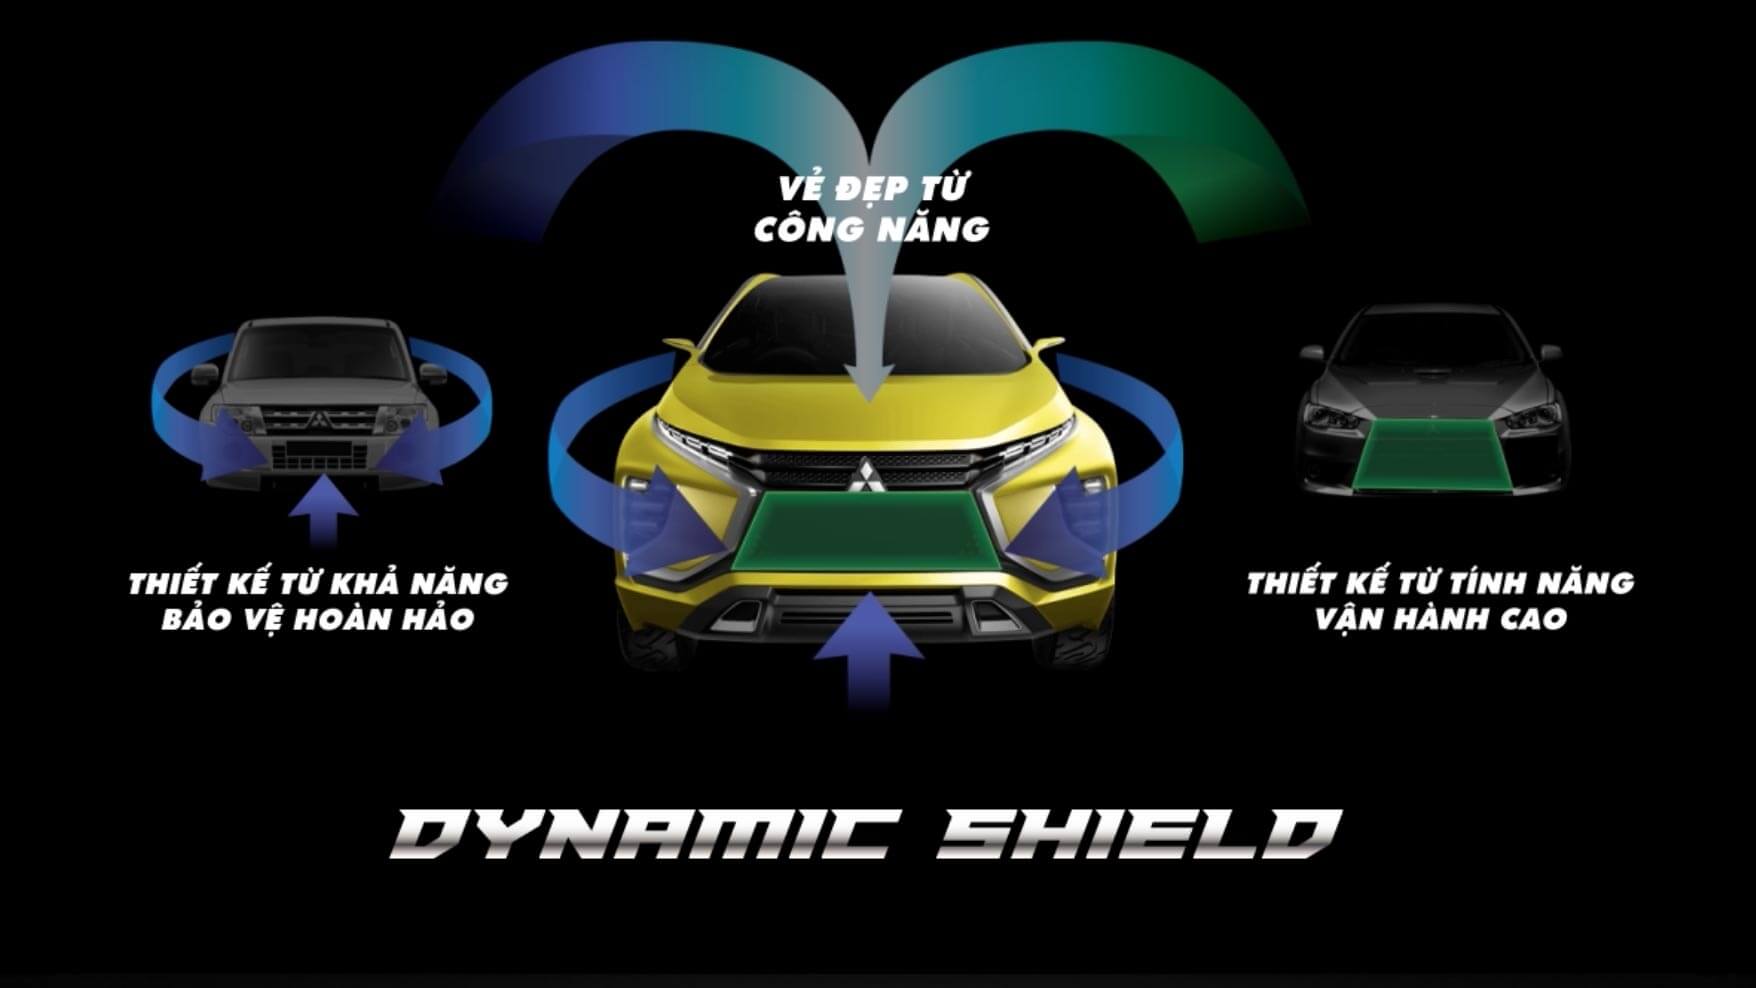 VẺ ĐẸP TỪ
CÔNG NĂNG
THIẾT KẾ TỪ KHẢ NĂNG
BẢO VỆ HOÀN HẢO
THIẾT KẾ TỪ TÍNH NĂNG
VẬN HÀNH CAO
DYNAMIC SHIELD